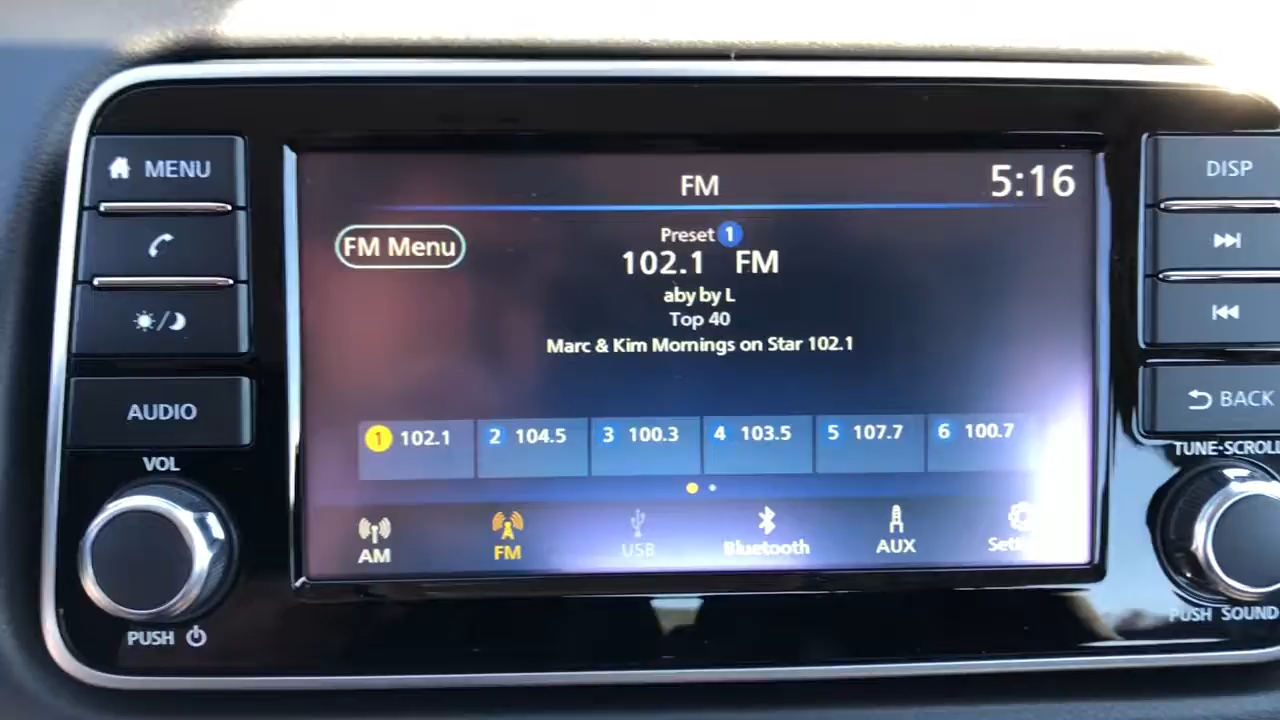 MENU
AUDIO
VOL
PUSH
FM
5:16
FM Menu
Preset 1
102.1 FM
aby by L
Top 40
Marc & Kim Mornings on Star 102.1
1 102.1
2 104.5
3 100.3
4 103.5
5 107.7
6 100.7
AM
FM
USB
Bluetooth
AUX
DISP
BACK
TUNE·SCROLL
PUSH SOUND